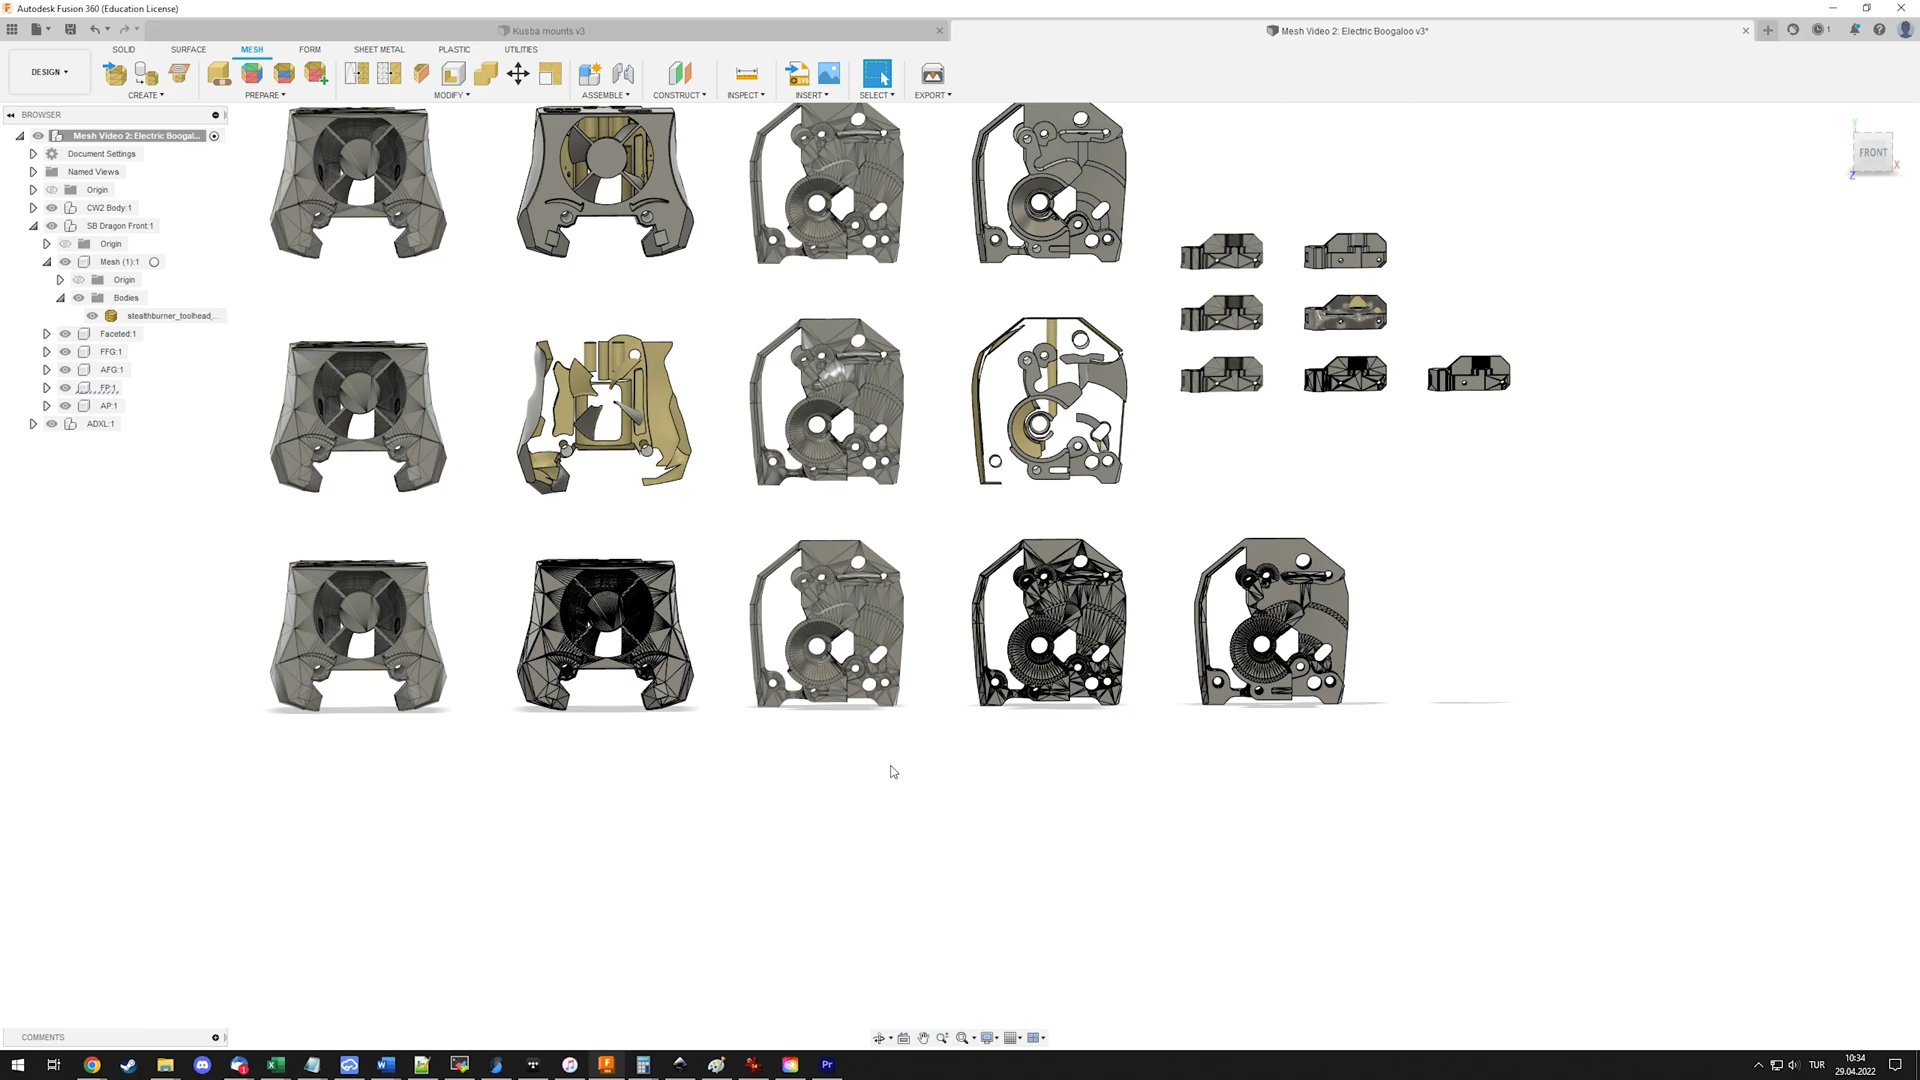 Autodesk Fusion 360 (Education License)
Kusba mounts v3
Mesh Video 2: Electric Boogaloo v3*
1
SOLID SURFACE MESH FORM SHEET METAL PLASTIC UTILITIES
DESIGN
CREATE PREPARE MODIFY ASSEMBLE CONSTRUCT INSPECT INSERT SELECT EXPORT
BROWSER
Mesh Video 2: Electric Boogal...
Document Settings
Named Views
Origin
CW2 Body:1
SB Dragon Front:1
Origin
Mesh (1):1
Origin
Bodies
stealthburner_toolhead_...
Faceted:1
FFG:1
AFG:1
FP:1
AP:1
ADXL:1
Y
FRONT
X
Z
COMMENTS
TUR
10:34
29.04.2022